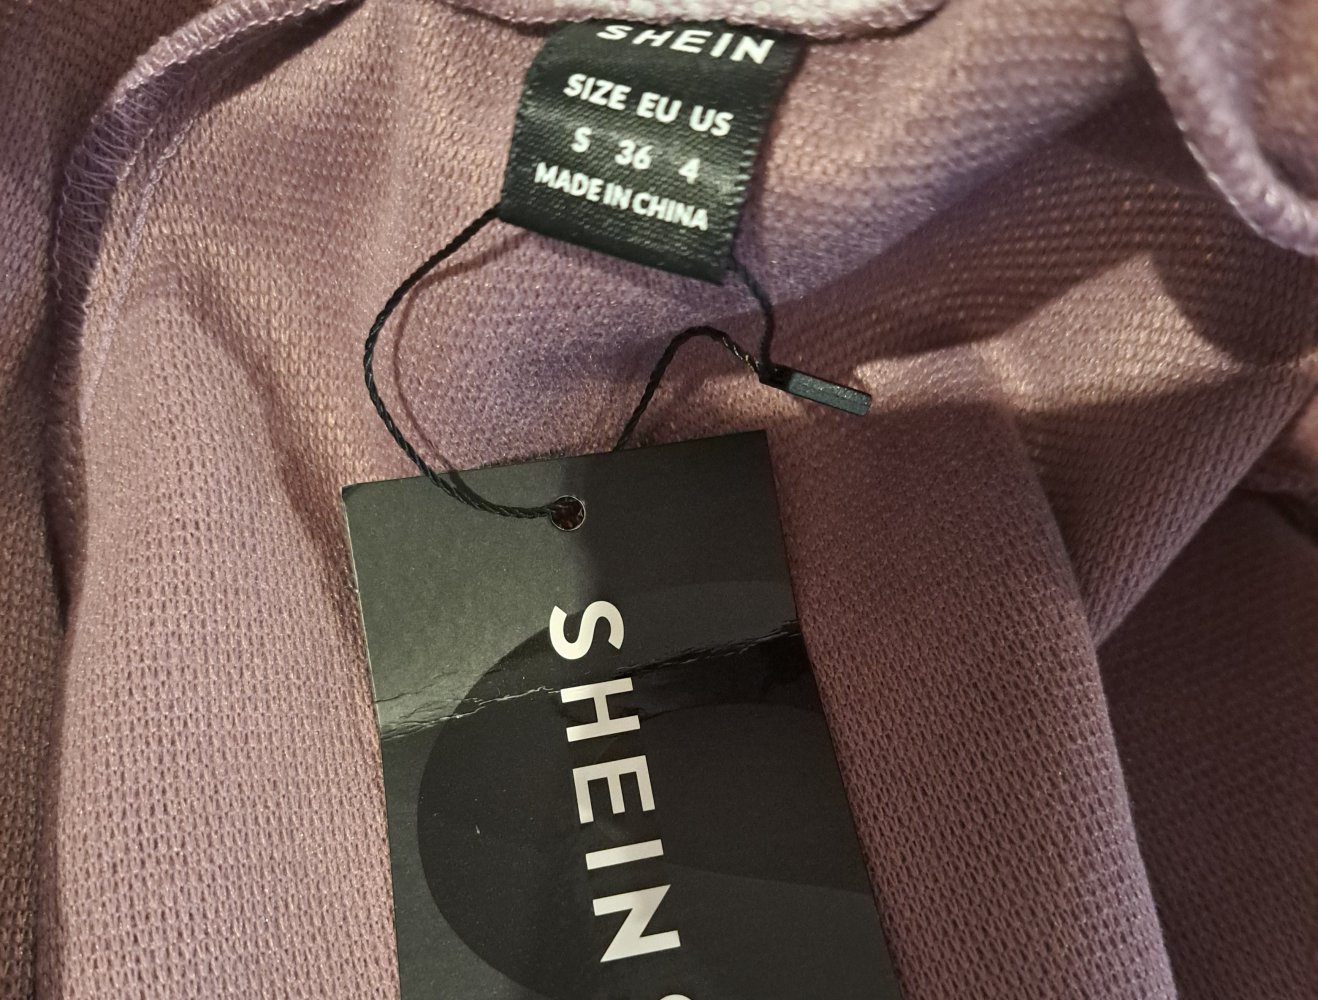 SHEIN
SIZE EU US
S 36 4
MADE IN CHINA
SHEIN